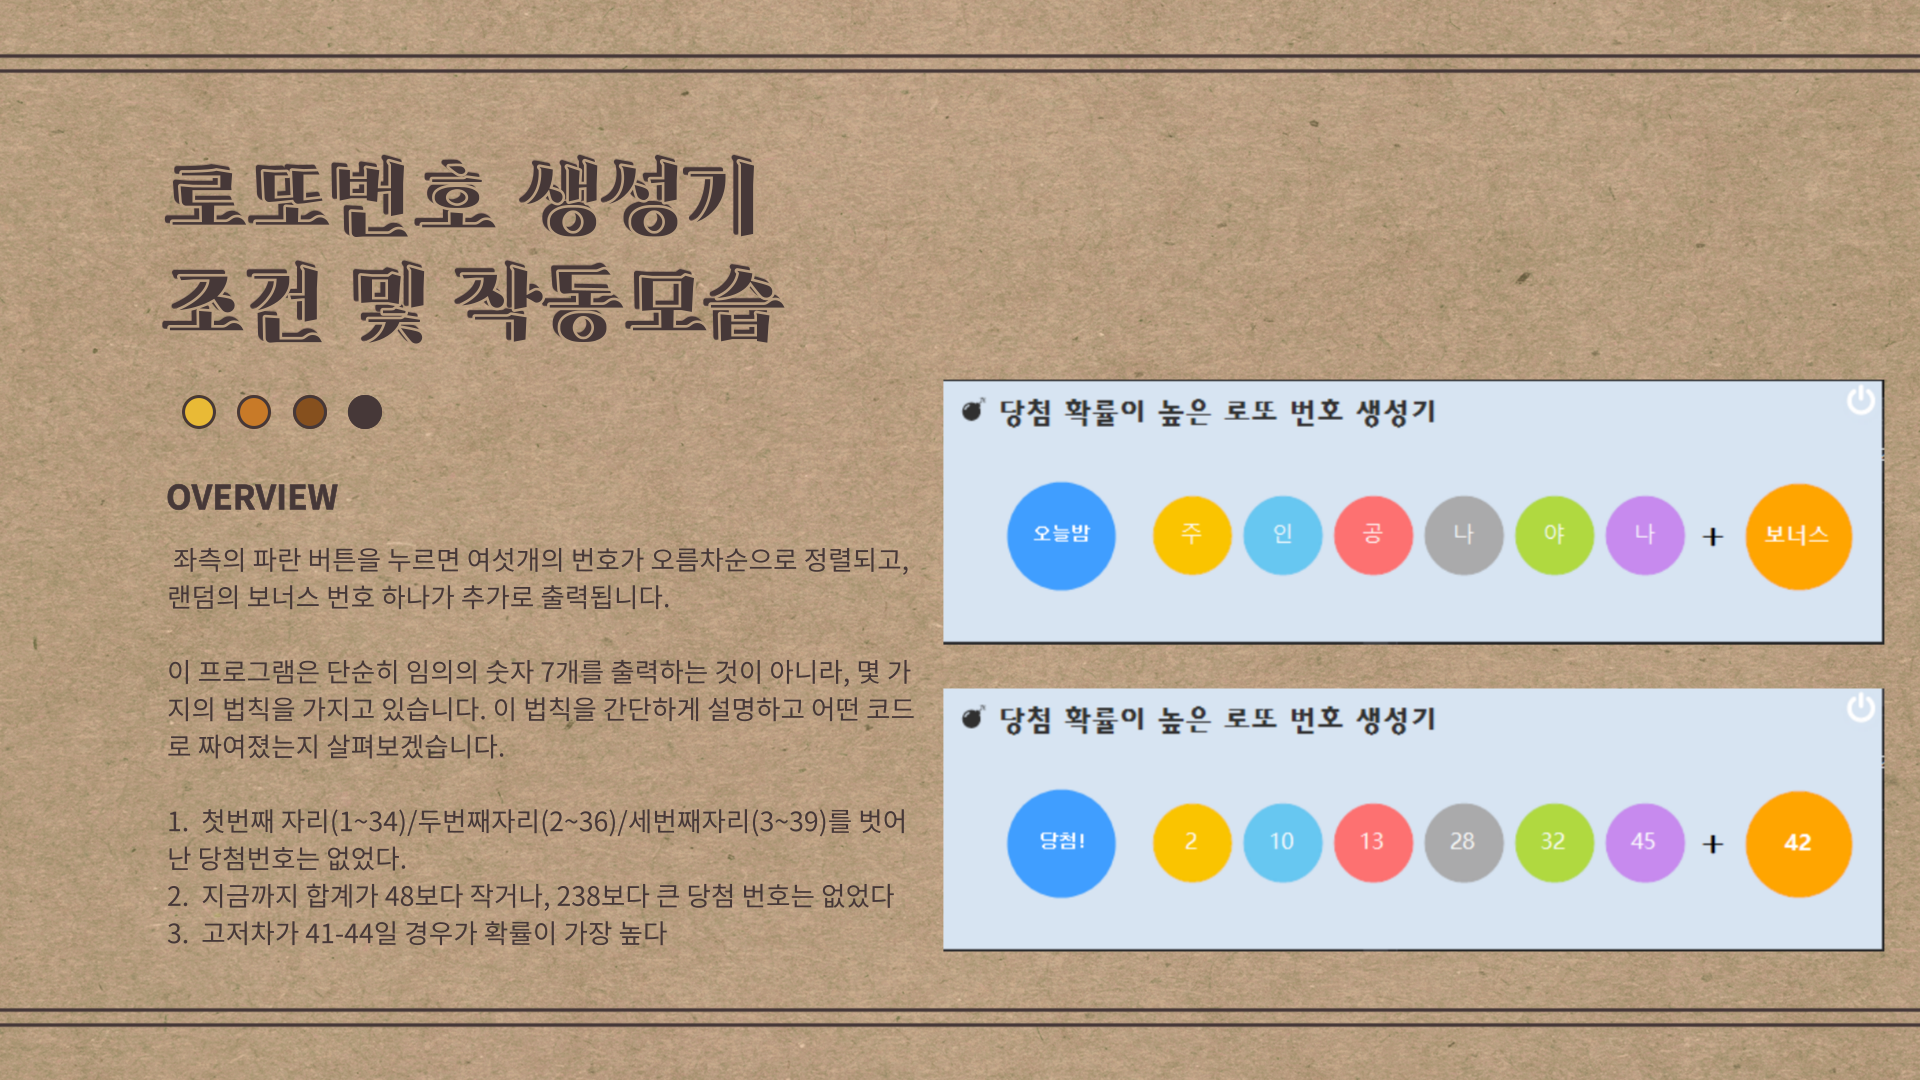 로또번호 생성기
조건 및 작동모습
OVERVIEW
좌측의 파란 버튼을 누르면 여섯개의 번호가 오름차순으로 정렬되고,
랜덤의 보너스 번호 하나가 추가로 출력됩니다.
이 프로그램은 단순히 임의의 숫자 7개를 출력하는 것이 아니라, 몇 가
지의 법칙을 가지고 있습니다. 이 법칙을 간단하게 설명하고 어떤 코드
로 짜여졌는지 살펴보겠습니다.
1. 첫번째 자리(1~34)/두번째자리(2~36)/세번째자리(3~39)를 벗어
난 당첨번호는 없었다.
2. 지금까지 합계가 48보다 작거나, 238보다 큰 당첨 번호는 없었다
3. 고저차가 41-44일 경우가 확률이 가장 높다
당첨 확률이 높은 로또 번호 생성기
오늘밤 주 인 공 나 야 나 + 보너스
당첨 확률이 높은 로또 번호 생성기
당첨! 2 10 13 28 32 45 + 42